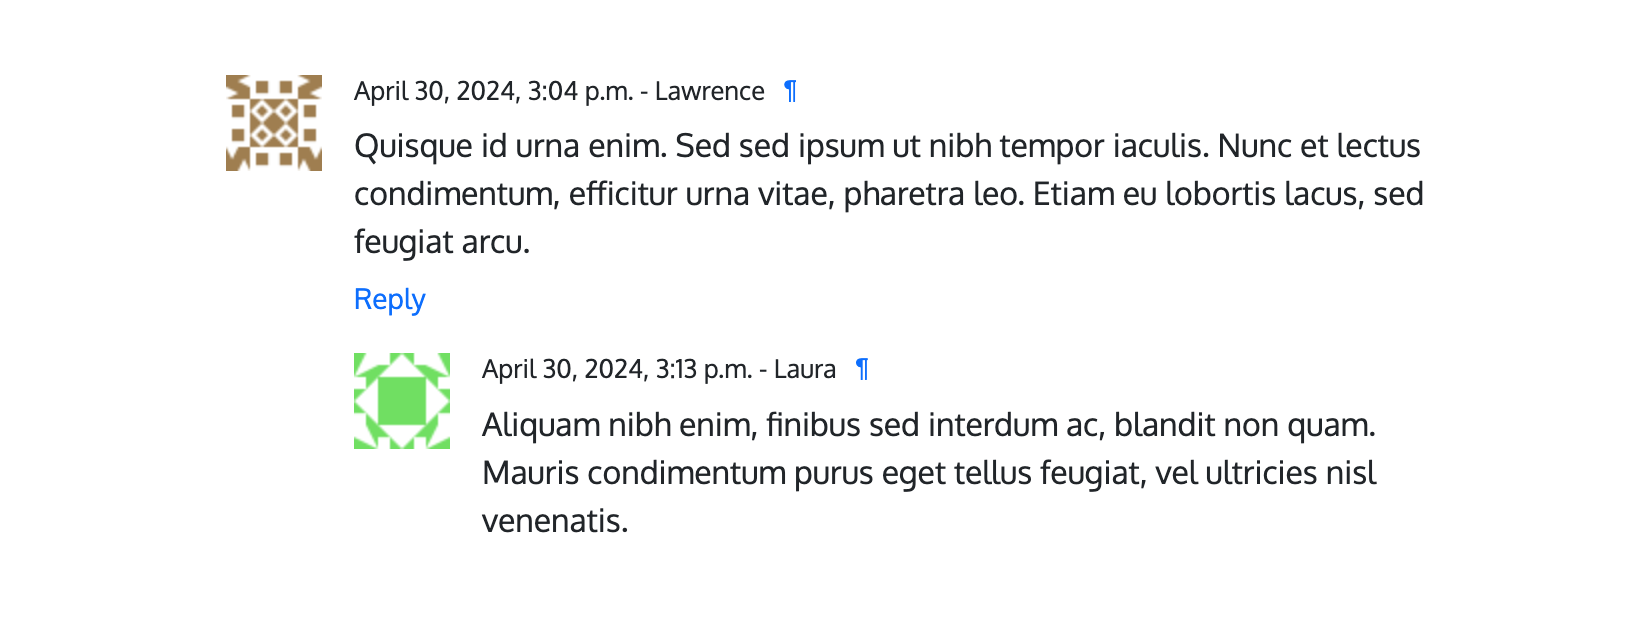 April 30, 2024, 3:04 p.m. - Lawrence ¶
Quisque id urna enim. Sed sed ipsum ut nibh tempor iaculis. Nunc et lectus
condimentum, efficitur urna vitae, pharetra leo. Etiam eu lobortis lacus, sed
feugiat arcu.
Reply
April 30, 2024, 3:13 p.m. - Laura ¶
Aliquam nibh enim, finibus sed interdum ac, blandit non quam.
Mauris condimentum purus eget tellus feugiat, vel ultricies nisl
venenatis.